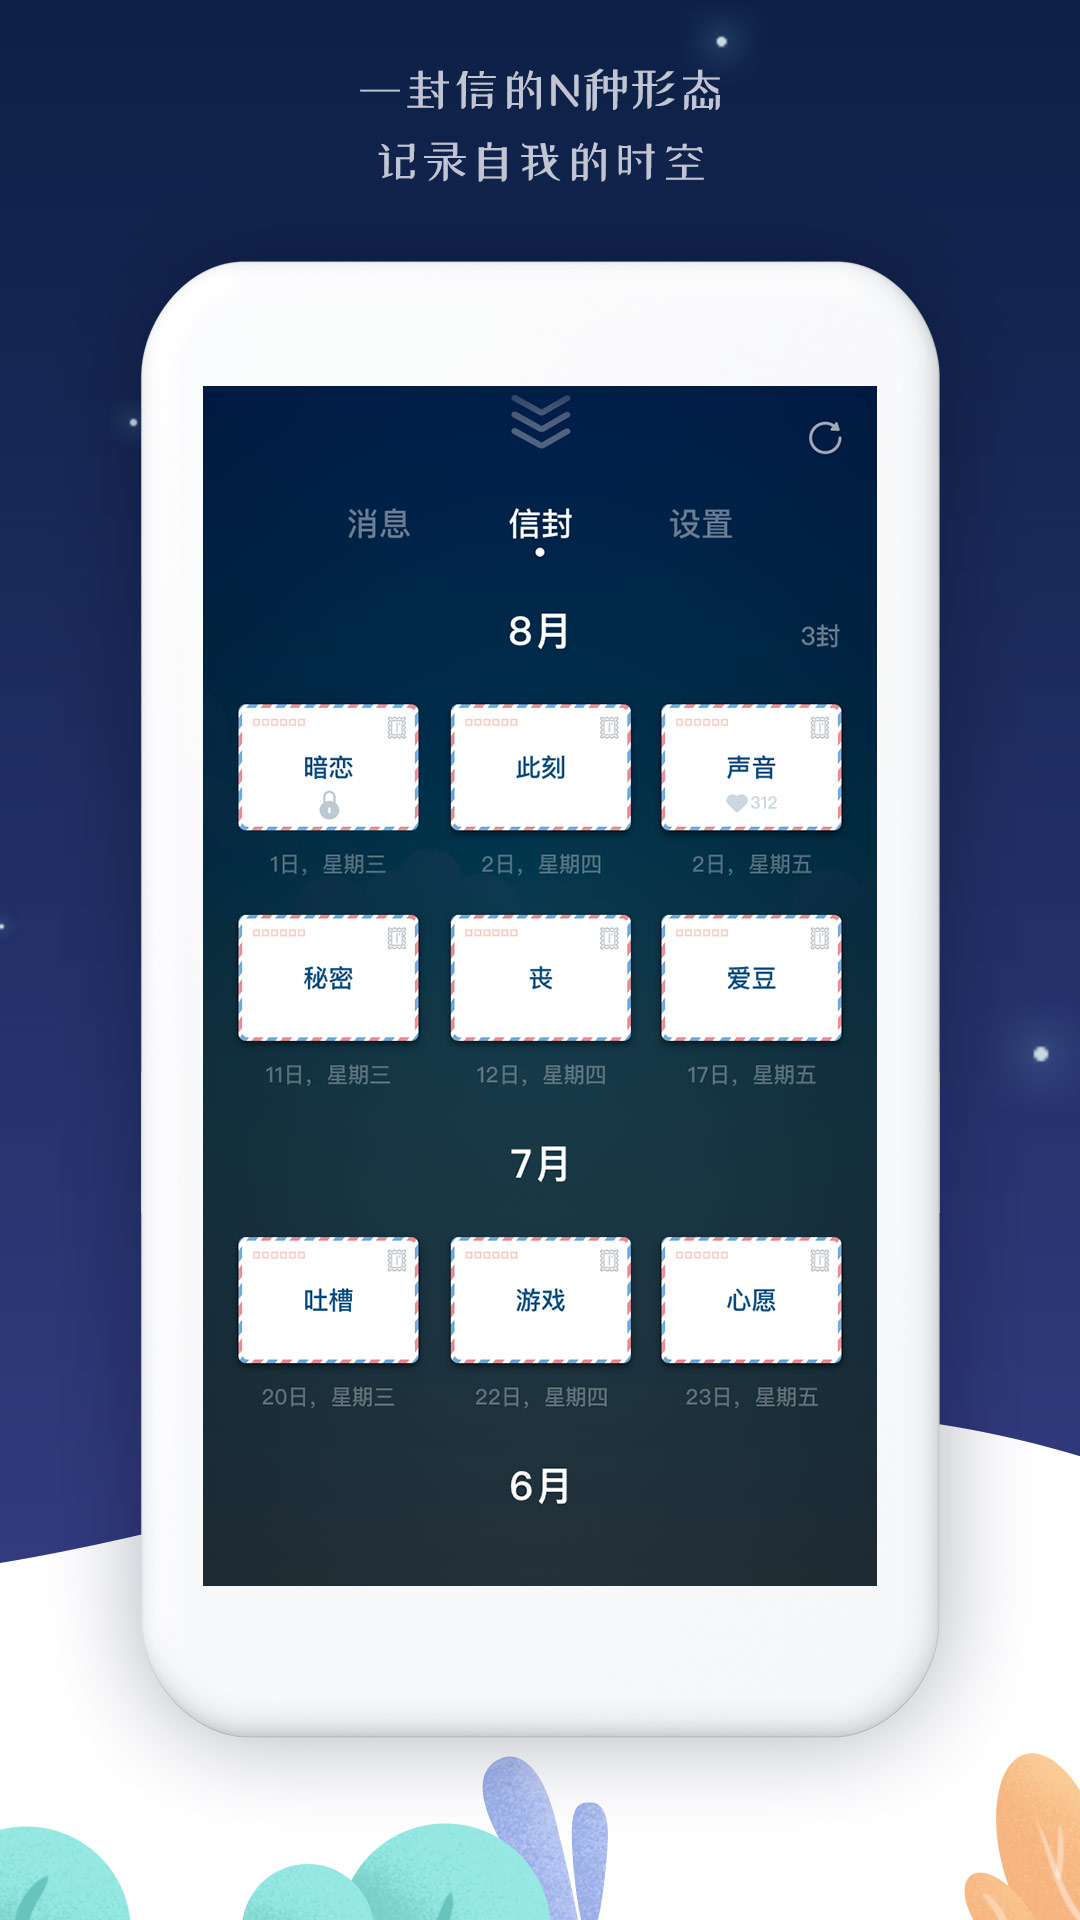 一封信的N种形态
记录自我的时空
消息 信封 设置
8月 3封
暗恋 此刻 声音
312
1日，星期三 2日，星期四 2日，星期五
秘密 丧 爱豆
11日，星期三 12日，星期四 17日，星期五
7月
吐槽 游戏 心愿
20日，星期三 22日，星期四 23日，星期五
6月